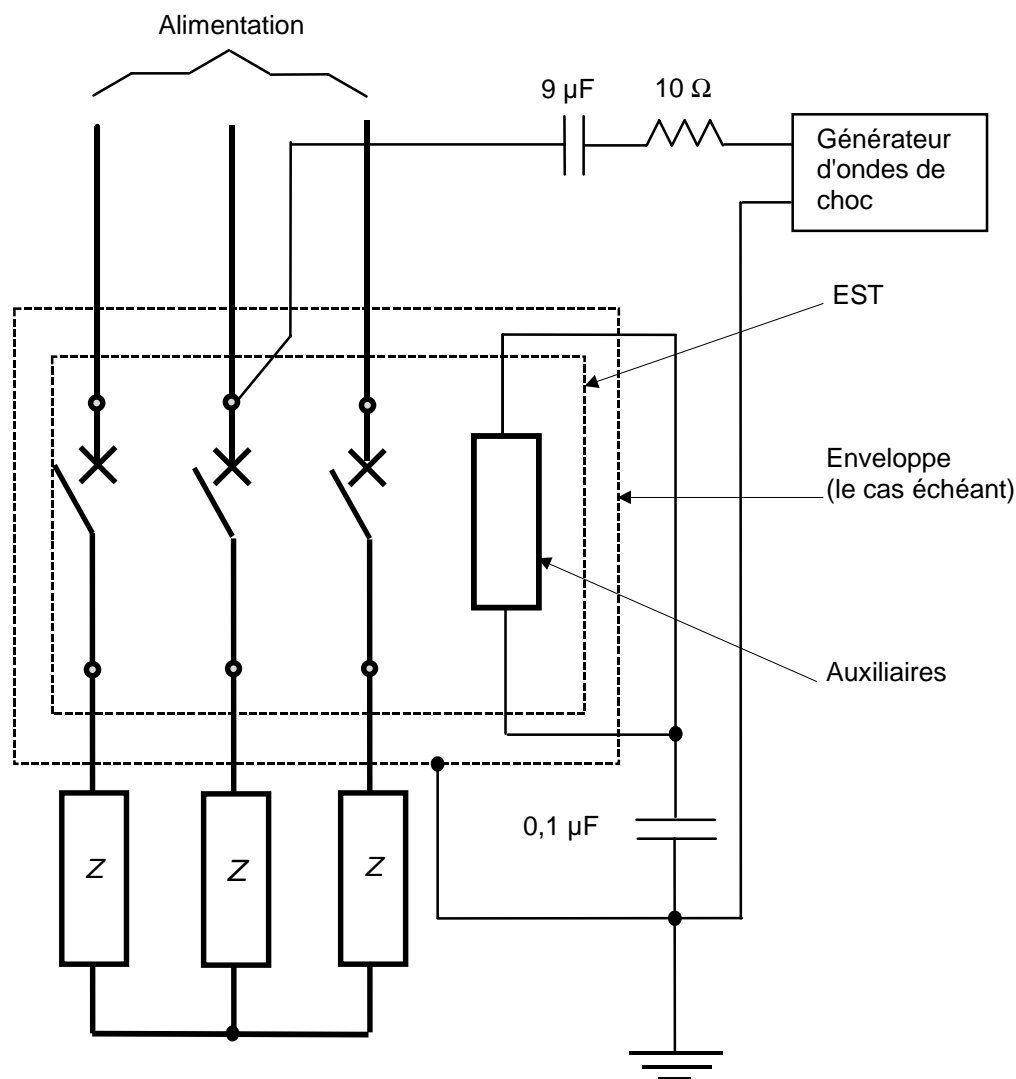 Alimentation
9 µF
10 Ω
Générateur
d'ondes de
choc
EST
Enveloppe
(le cas échéant)
Auxiliaires
0,1 µF
Z
Z
Z